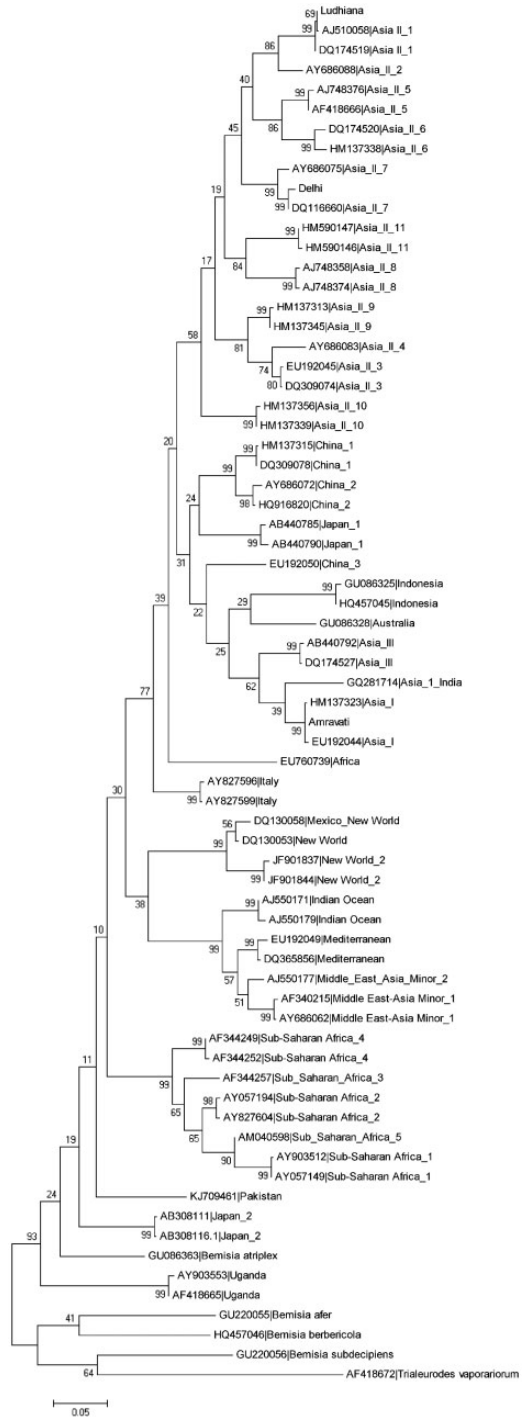 Ludhiana
69
AJ510058|Asia II_1
99
DQ174519|Asia II_1
86
AY686088|Asia_II_2
40
AJ748376|Asia_II_5
99
AF418666|Asia_II_5
86
DQ174520|Asia_II_6
45
99
HM137338|Asia_II_6
AY686075|Asia_II_7
99
Delhi
19
99
DQ116660|Asia_II_7
HM590147|Asia_II_11
99
HM590146|Asia_II_11
84
AJ748358|Asia_II_8
17
99
AJ748374|Asia_II_8
HM137313|Asia_II_9
99
HM137345|Asia_II_9
58
81
AY686083|Asia_II_4
74
EU192045|Asia_II_3
80
DQ309074|Asia_II_3
HM137356|Asia_II_10
99
HM137339|Asia_II_10
20
HM137315|China_1
99
DQ309078|China_1
99
AY686072|China_2
24
98
HQ916820|China_2
AB440785|Japan_1
99
AB440790|Japan_1
31
EU192050|China_3
GU086325|Indonesia
99
39
22
29
HQ457045|Indonesia
GU086328|Australia
25
AB440792|Asia_III
99
DQ174527|Asia_III
62
GQ281714|Asia_1_India
77
39
HM137323|Asia_I
Amravati
99
EU192044|Asia_I
EU760739|Africa
30
AY827596|Italy
99
AY827599|Italy
DQ130058|Mexico_New World
56
DQ130053|New World
99
JF901837|New World_2
99
JF901844|New World_2
38
AJ550171|Indian Ocean
99
10
AJ550179|Indian Ocean
99
EU192049|Mediterranean
99
DQ365856|Mediterranean
57
AJ550177|Middle_East_Asia Minor_2
51
AF340215|Middle East-Asia Minor_1
99
AY686062|Middle East-Asia Minor_1
AF344249|Sub-Saharan Africa_4
99
11
AF344252|Sub-Saharan Africa_4
99
AF344257|Sub_Saharan_Africa_3
65
AY057194|Sub-Saharan Africa_2
98
AY827604|Sub-Saharan Africa_2
65
19
AM040598|Sub_Saharan_Africa_5
90
AY903512|Sub-Saharan Africa_1
99
AY057149|Sub-Saharan Africa_1
KJ709461|Pakistan
24
AB308111|Japan_2
99
AB308116.1|Japan_2
93
GU086363|Bemisia atriplex
AY903553|Uganda
99
AF418665|Uganda
GU220055|Bemisia afer
41
HQ457046|Bemisia berbericola
GU220056|Bemisia subdecipiens
64
AF418672|Trialeurodes vaporariorum
0.05